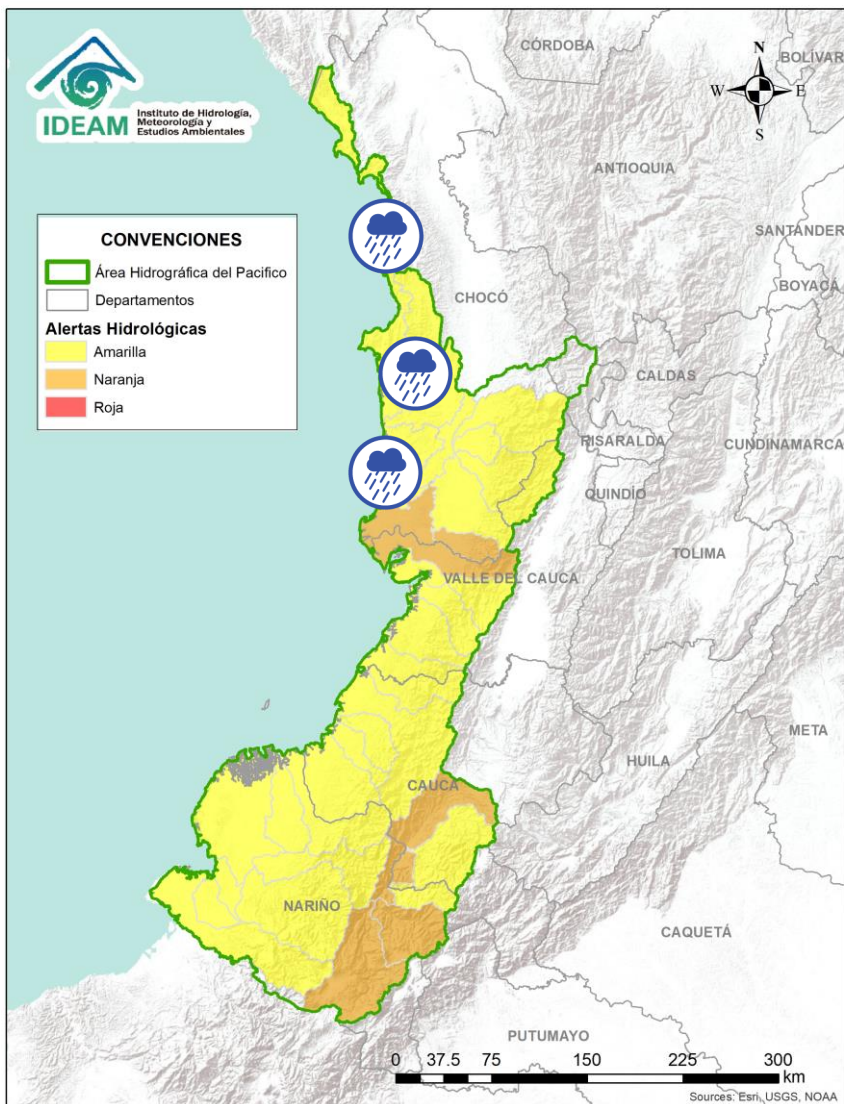 IDEAM
Instituto de Hidrología,
Meteorología y
Estudios Ambientales
CÓRDOBA
BOLÍVAR
N
W
E
S
ANTIOQUIA
SANTANDER
BOYACÁ
CONVENCIONES
Área Hidrográfica del Pacifico
Departamentos
Alertas Hidrológicas
Amarilla
Naranja
Roja
CHOCÓ
CALDAS
RISARALDA
CUNDINAMARCA
QUINDÍO
TOLIMA
VALLE DEL CAUCA
META
HUILA
CAUCA
NARIÑO
CAQUETÁ
PUTUMAYO
0 37.5 75 150 225 300
km
Sources: Esri, USGS, NOAA